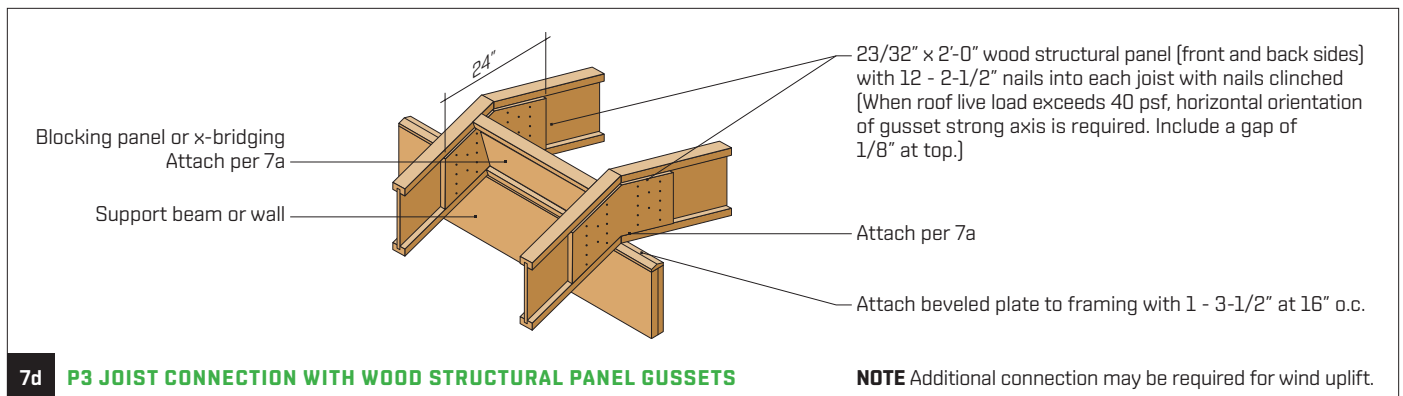 24"
Blocking panel or x-bridging
Attach per 7a
Support beam or wall
23/32" x 2'-0" wood structural panel (front and back sides)
with 12 - 2-1/2" nails into each joist with nails clinched
(When roof live load exceeds 40 psf, horizontal orientation
of gusset strong axis is required. Include a gap of
1/8" at top.)
Attach per 7a
Attach beveled plate to framing with 1 - 3-1/2" at 16" o.c.
7d P3 JOIST CONNECTION WITH WOOD STRUCTURAL PANEL GUSSETS
NOTE Additional connection may be required for wind uplift.